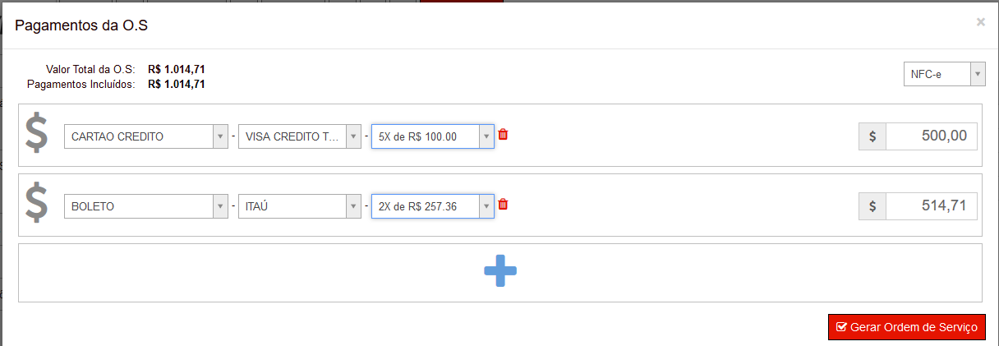 Pagamentos da O.S ×
Valor Total da O.S: R$ 1.014,71
Pagamentos Incluídos: R$ 1.014,71
NFC-e
$ CARTAO CREDITO - VISA CREDITO T... - 5X de R$ 100.00 $ 500,00
$ BOLETO - ITAÚ - 2X de R$ 257.36 $ 514,71
Gerar Ordem de Serviço